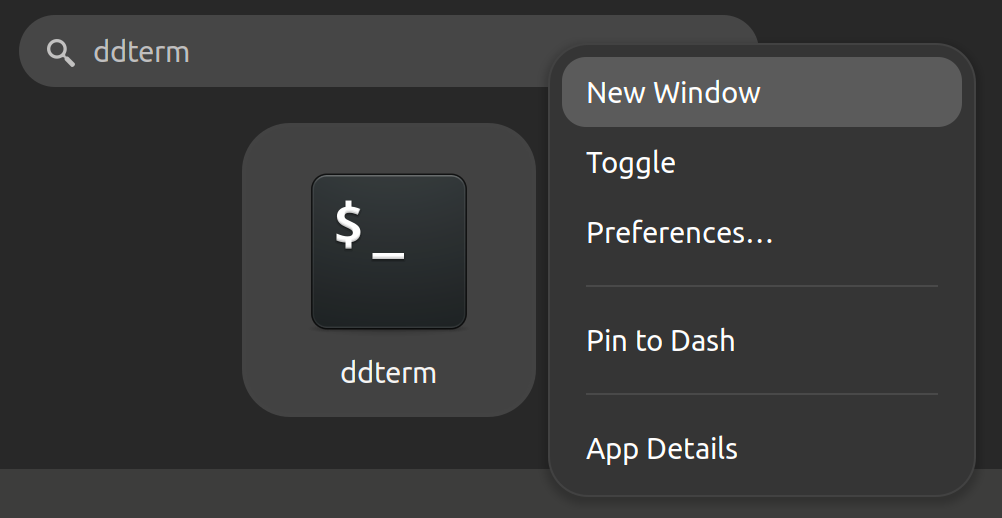 ddterm
$_
ddterm
New Window
Toggle
Preferences…
Pin to Dash
App Details